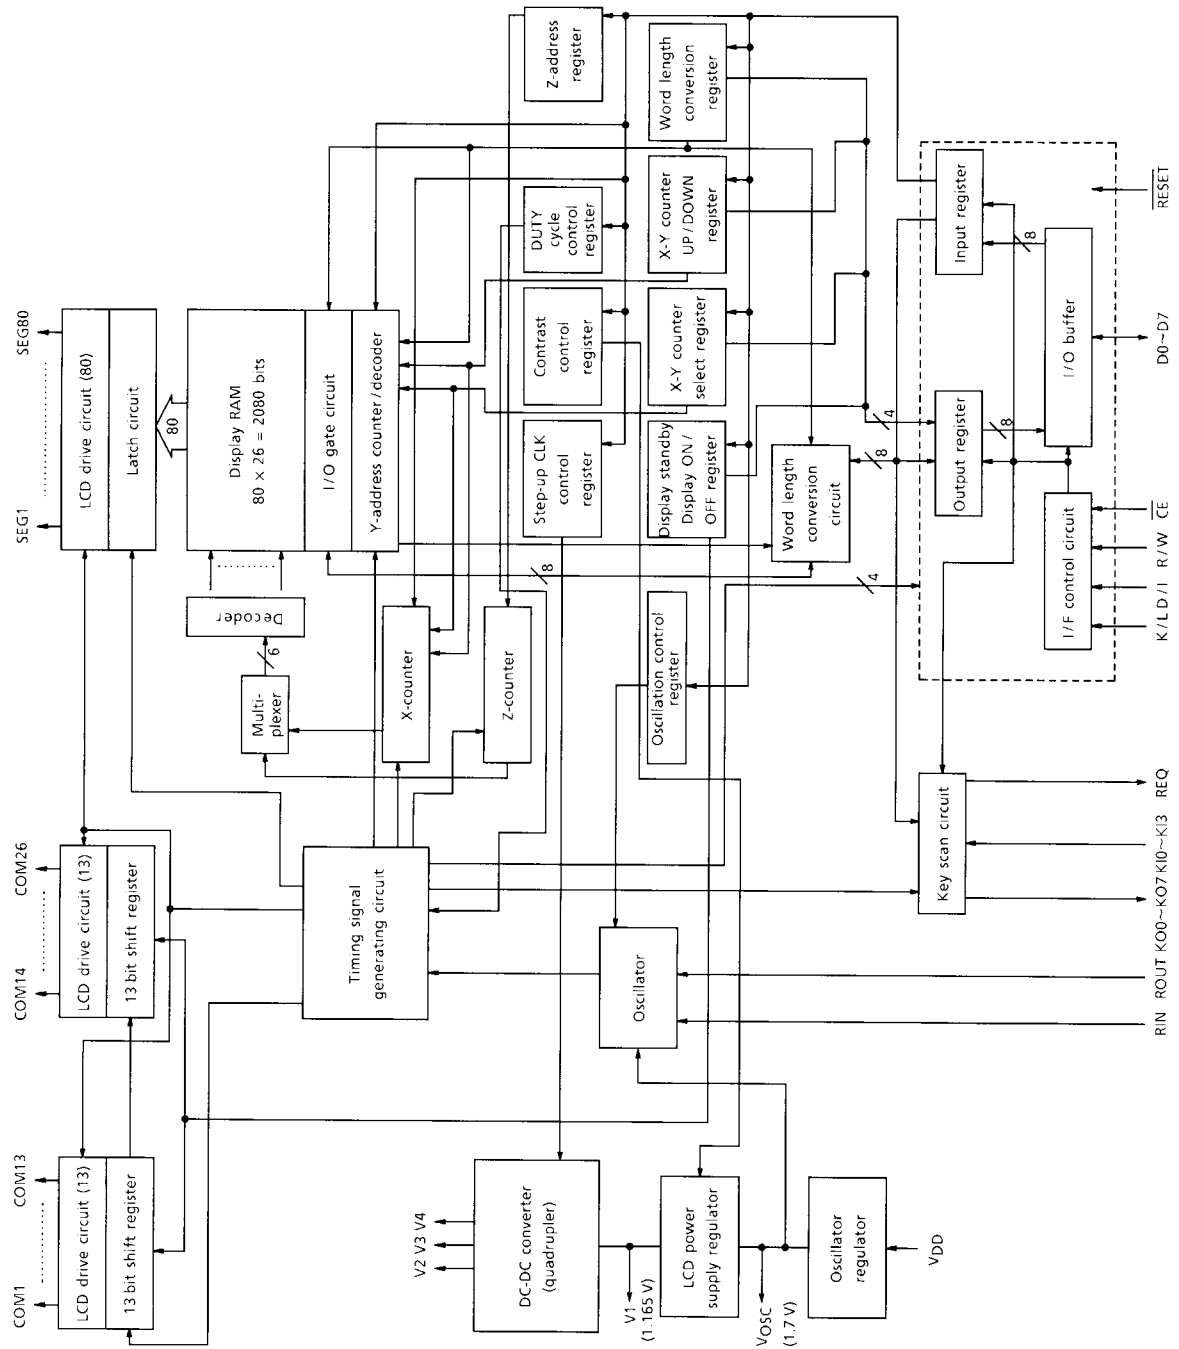 COM1
COM13
COM14
COM26
SEG1
SEG80
LCD drive circuit (13)
13 bit shift register
LCD drive circuit (13)
13 bit shift register
LCD drive circuit (80)
Latch circuit
80
Display RAM
80 × 26 = 2080 bits
I/O gate circuit
Y-address counter/decoder
Decoder
6
Multi-
plexer
X-counter
Z-counter
Timing signal
generating circuit
V2 V3 V4
DC-DC converter
(quadrupler)
V1
(1.165 V)
LCD power
supply regulator
VOSC
(1.7 V)
Oscillator
regulator
VDD
Oscillator
Oscillation control
register
Step-up CLK
control
register
Contrast
control
register
DUTY
cycle
control
register
Z-address
register
Display standby
Display ON /
OFF register
X-Y counter
select register
X-Y counter
UP / DOWN
register
Word length
conversion
register
8
Word length
conversion
circuit
8
4
4
Key scan circuit
Output register
8
Input register
8
I/F control circuit
I/O buffer
RIN
ROUT
KO0~KO7
KI0~KI3
REQ
K/L
D/I
R/W
CE
D0~D7
RESET